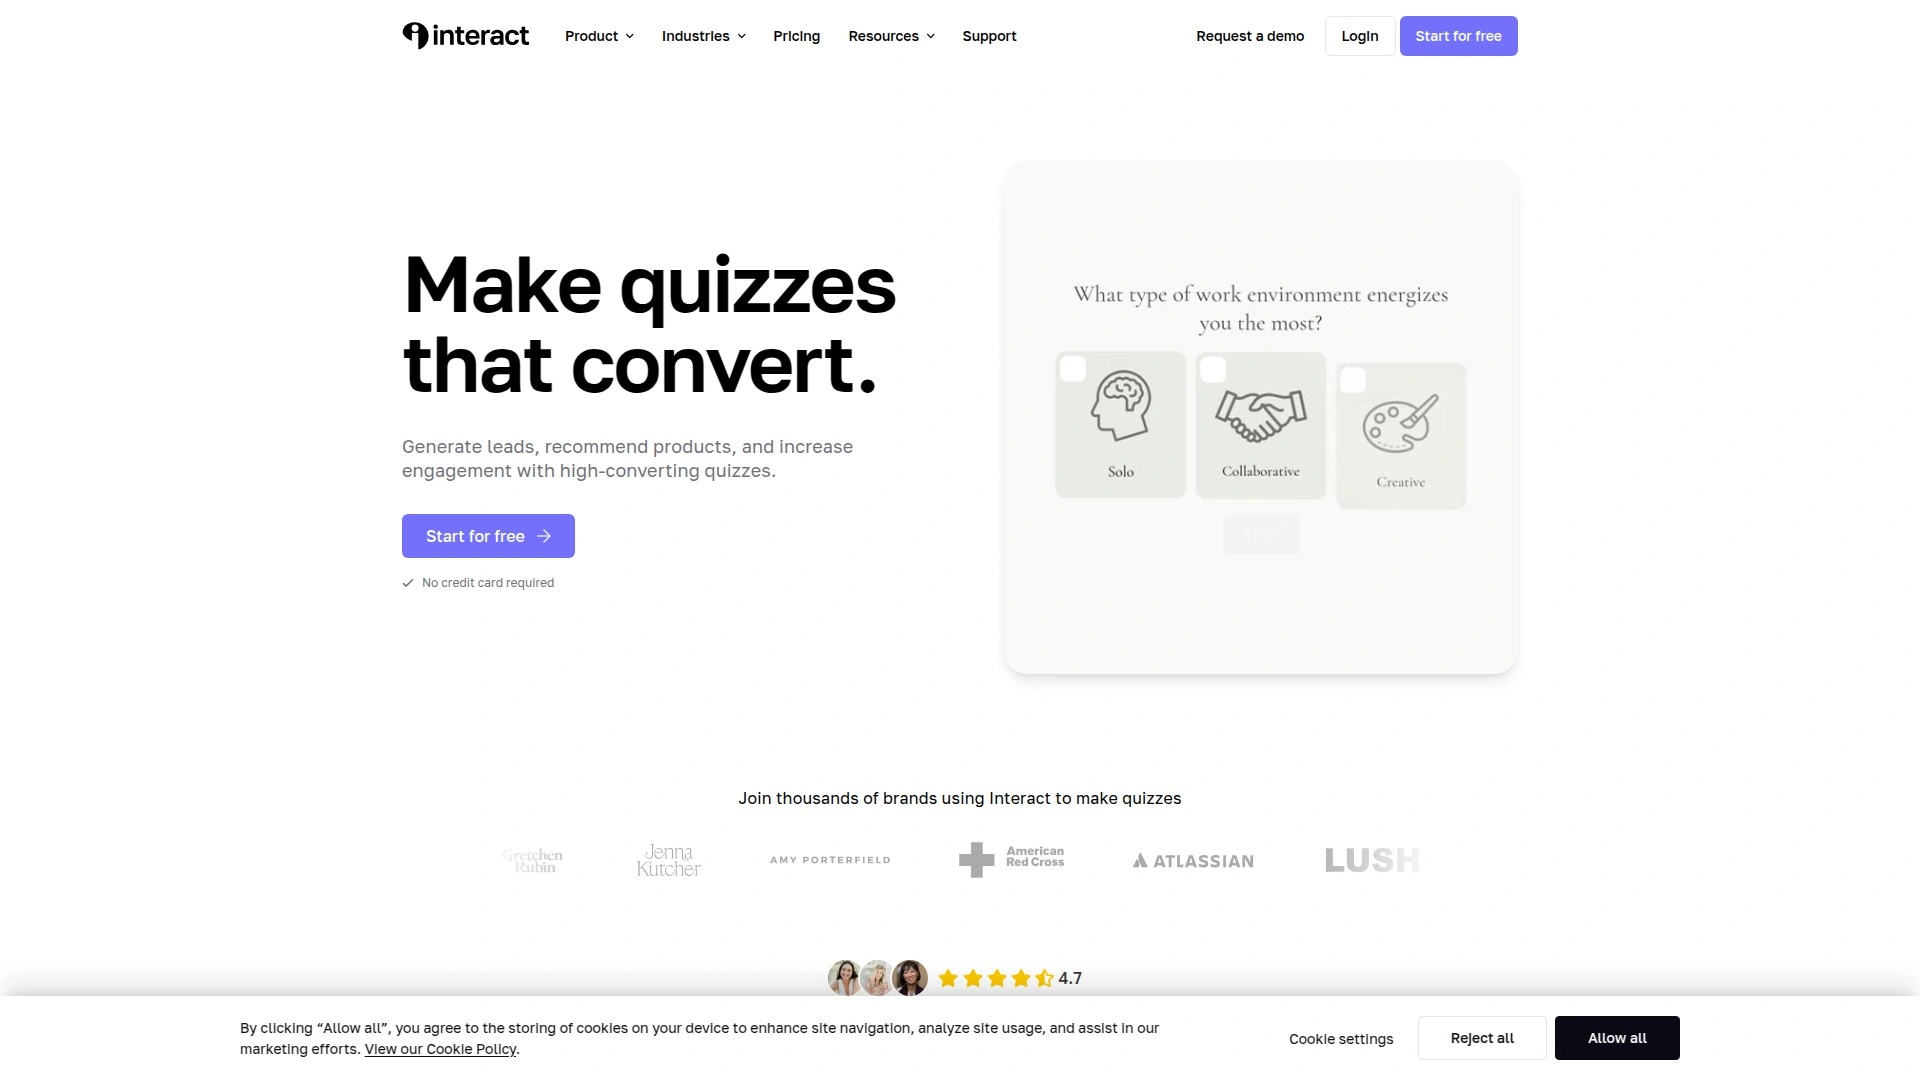 interact
Product
Industries
Pricing
Resources
Support
Request a demo
Login
Start for free
Make quizzes
that convert.
Generate leads, recommend products, and increase
engagement with high-converting quizzes.
Start for free
No credit card required
What type of work environment energizes
you the most?
Solo
Collaborative
Creative
NEXT
Join thousands of brands using Interact to make quizzes
Gretchen
Rubin
Jenna
Kutcher
AMY PORTERFIELD
American
Red Cross
ATLASSIAN
LUSH
4.7
By clicking “Allow all”, you agree to the storing of cookies on your device to enhance site navigation, analyze site usage, and assist in our
marketing efforts. View our Cookie Policy.
Cookie settings
Reject all
Allow all